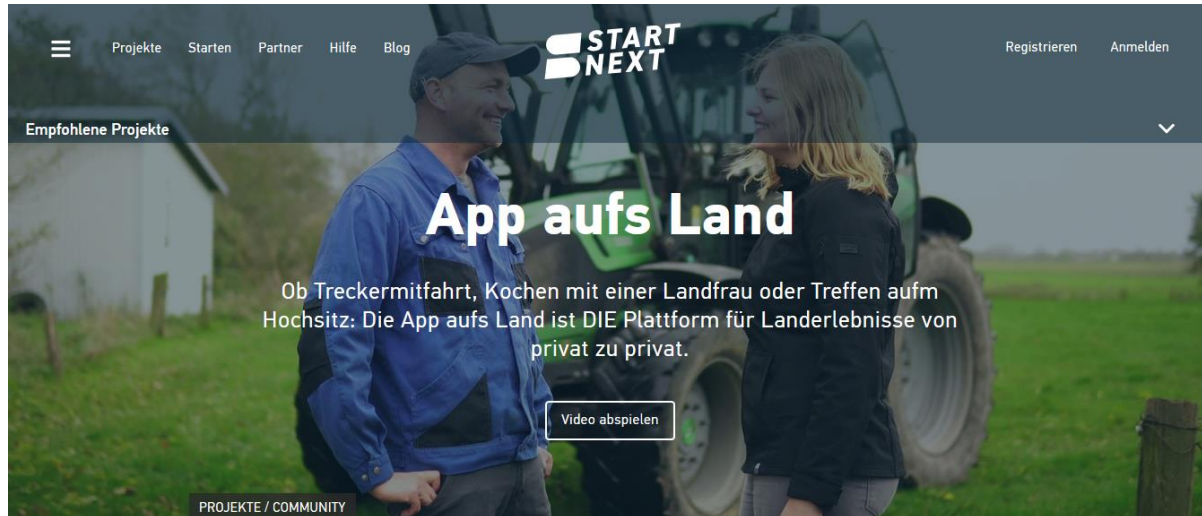 Projekte Starten Partner Hilfe Blog
START
NEXT
Registrieren Anmelden
Empfohlene Projekte
App aufs Land
Ob Treckermitfahrt, Kochen mit einer Landfrau oder Treffen aufm
Hochsitz: Die App aufs Land ist DIE Plattform für Landerlebnisse von
privat zu privat.
Video abspielen
PROJEKTE / COMMUNITY